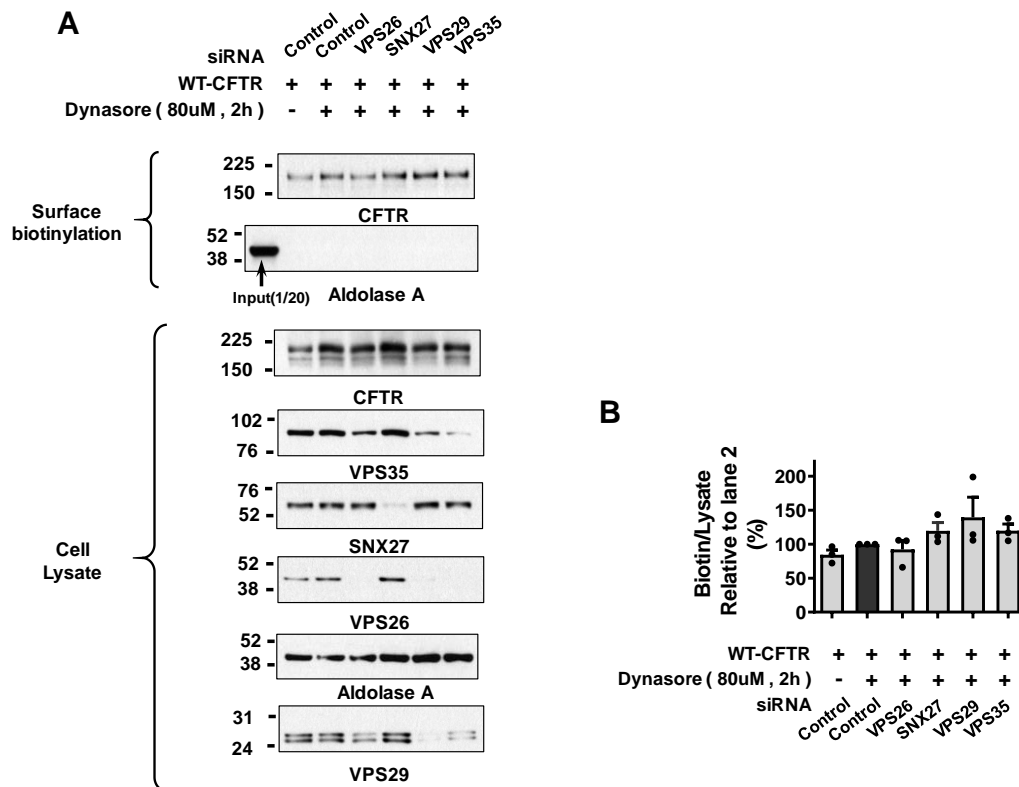 A
siRNA Control Control VPS26 SNX27 VPS29 VPS35
WT-CFTR + + + + + +
Dynasore ( 80uM , 2h ) - + + + + +
Surface
biotinylation
225 -
150 -
CFTR
52 -
38 -
Input(1/20) Aldolase A
Cell
Lysate
225 -
150 -
CFTR
102 -
76 -
VPS35
76 -
52 -
SNX27
52 -
38 -
VPS26
52 -
38 -
Aldolase A
31 -
24 -
VPS29
B
Biotin/Lysate
Relative to lane 2
(%)
200
150
100
50
0
WT-CFTR + + + + + +
Dynasore ( 80uM , 2h ) - + + + + +
siRNA Control Control VPS26 SNX27 VPS29 VPS35